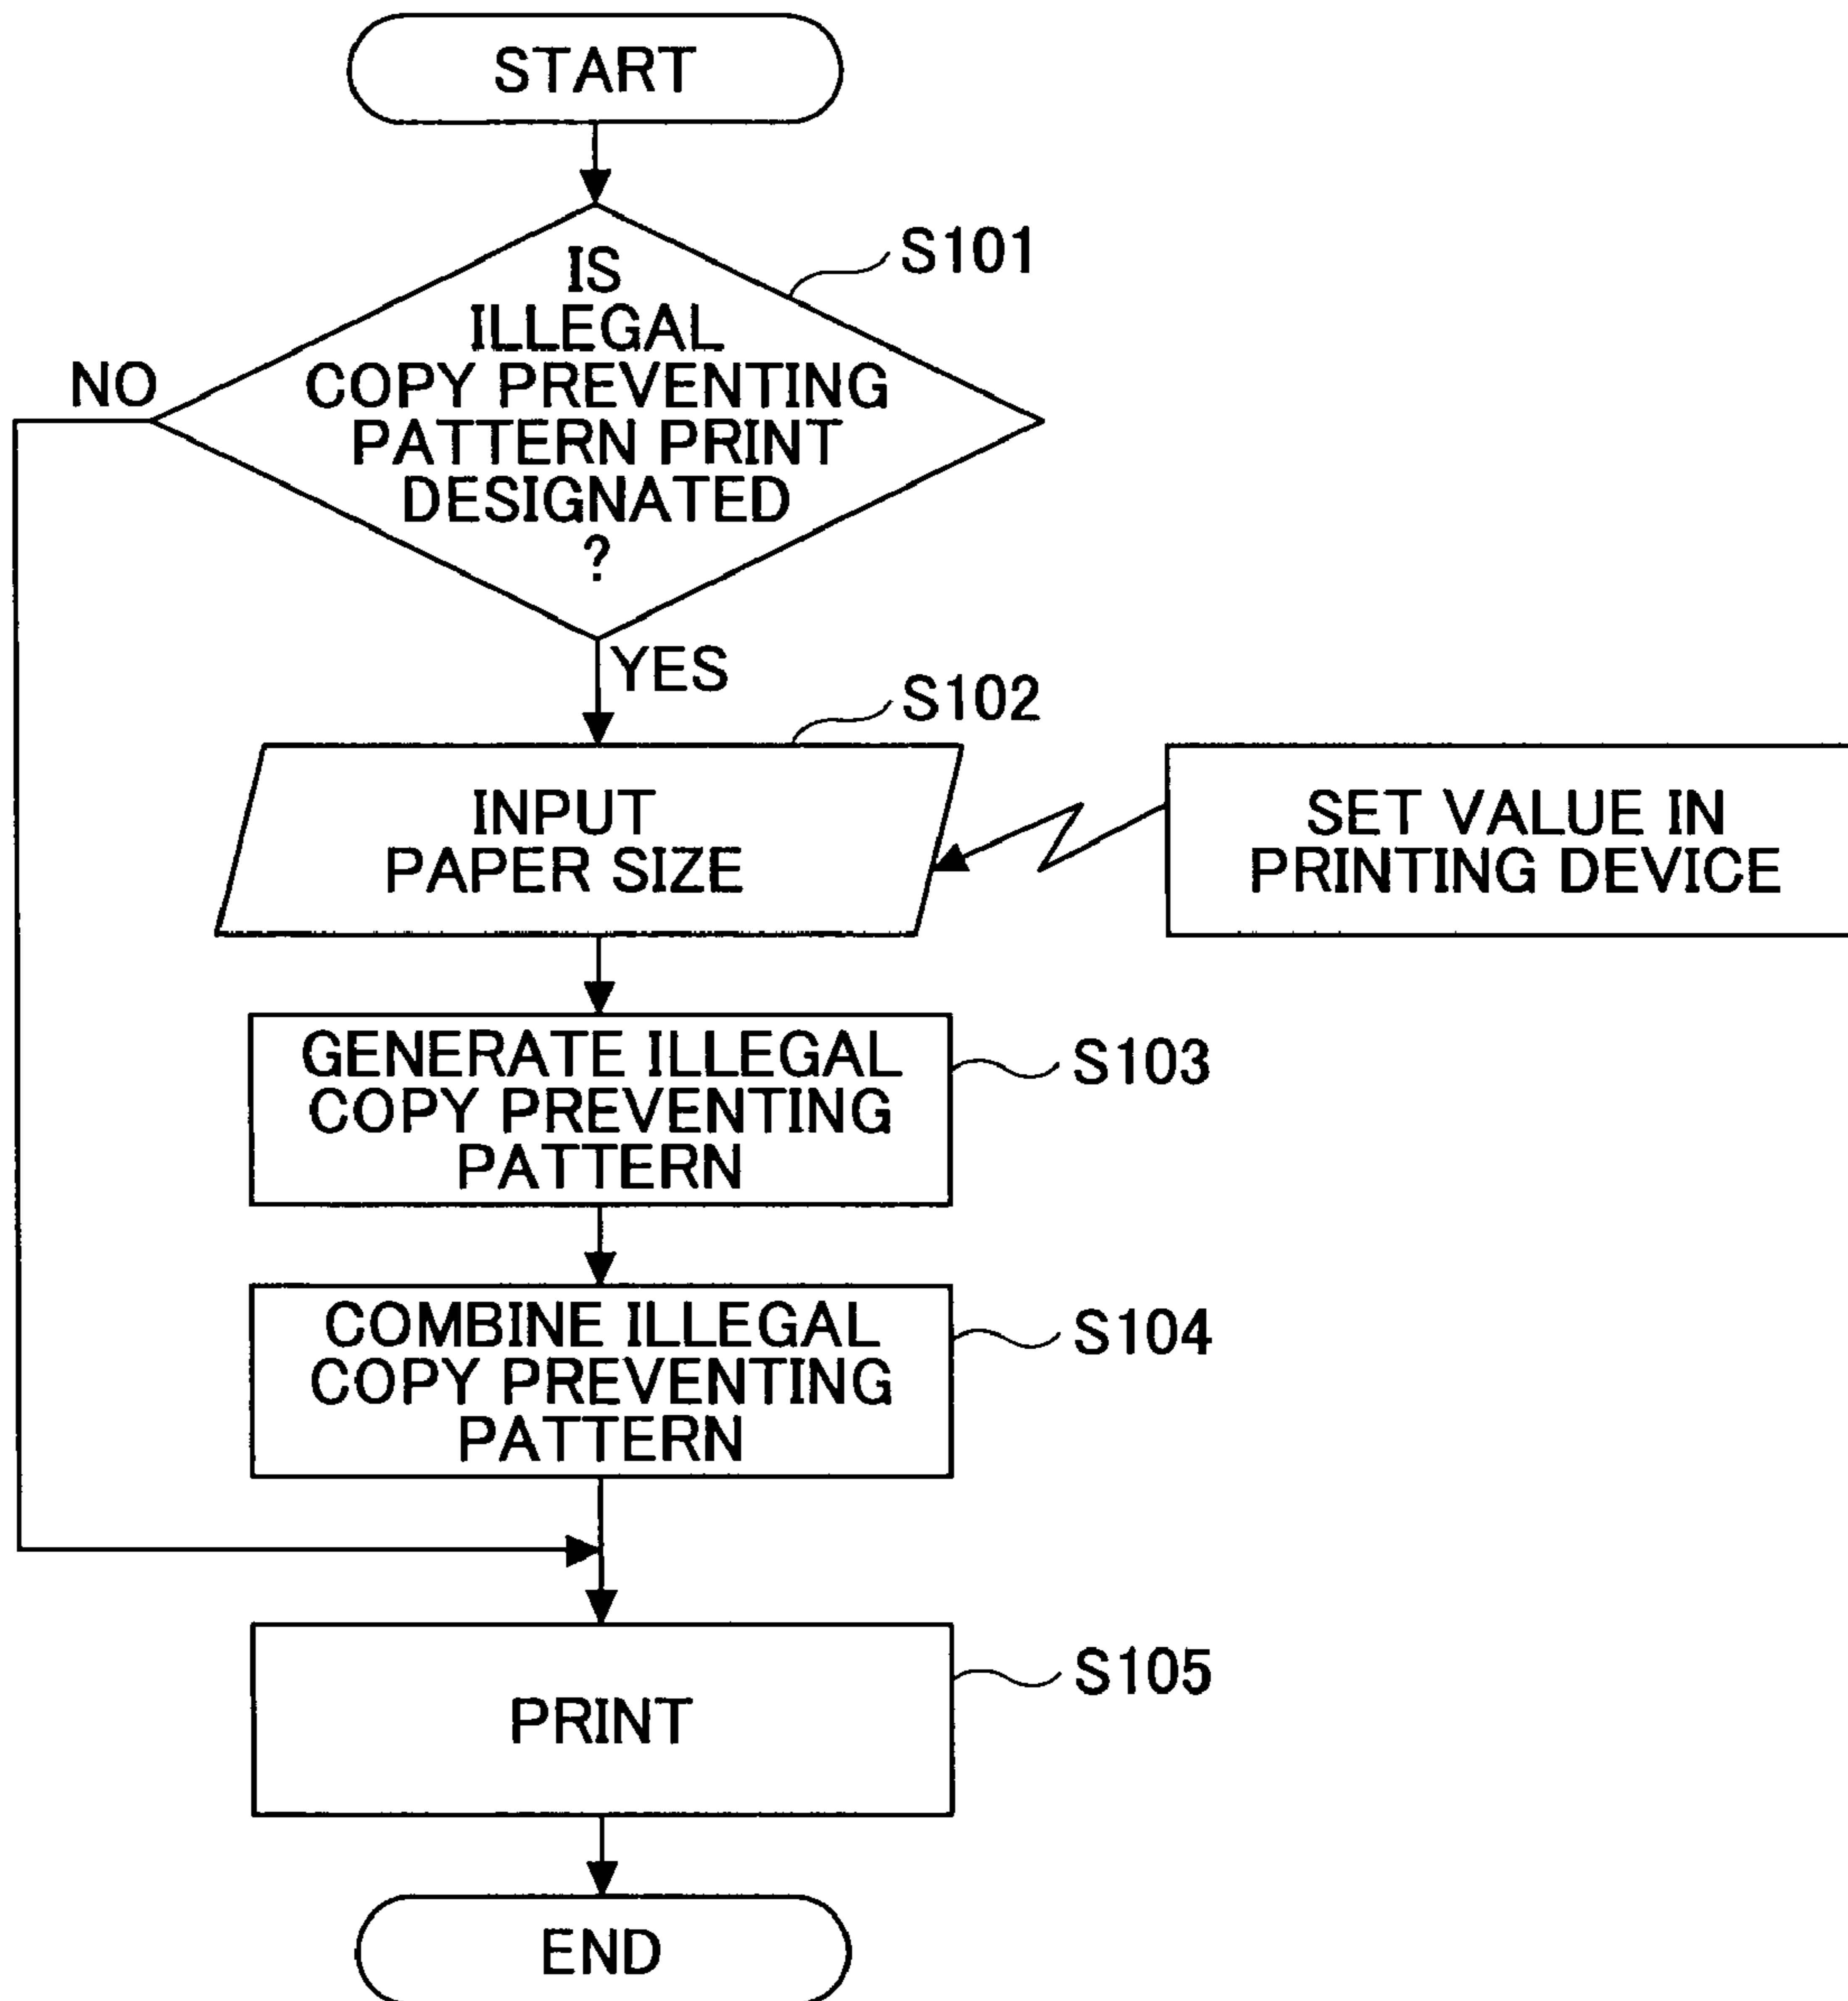 START
IS
ILLEGAL
COPY PREVENTING
PATTERN PRINT
DESIGNATED
?
S101
NO
YES
S102
INPUT
PAPER SIZE
SET VALUE IN
PRINTING DEVICE
GENERATE ILLEGAL
COPY PREVENTING
PATTERN
S103
COMBINE ILLEGAL
COPY PREVENTING
PATTERN
S104
PRINT
S105
END